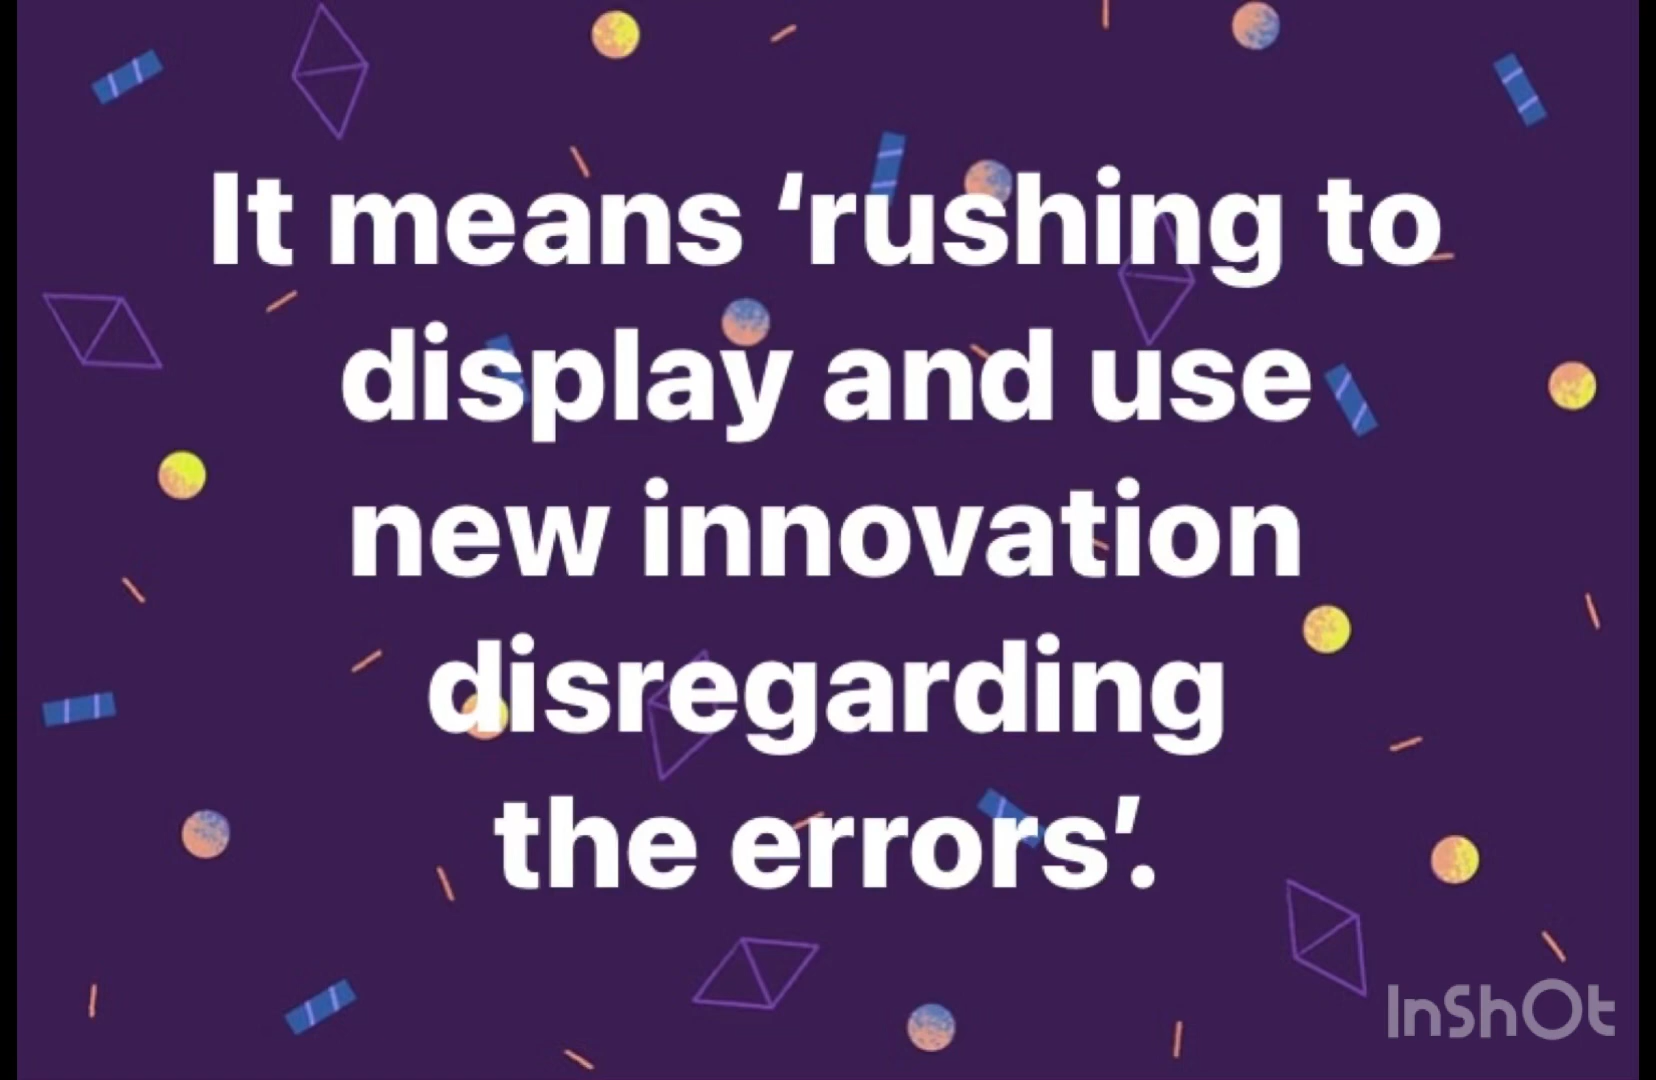 It means ‘rushing to
display and use
new innovation
disregarding
the errors’.
InShOt